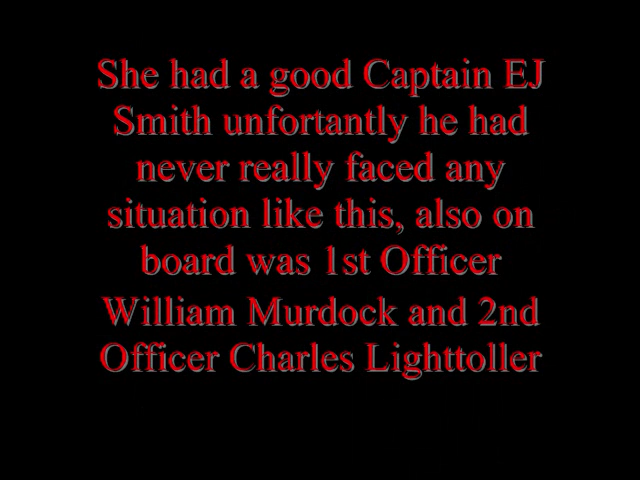 She had a good Captain EJ
Smith unfortantly he had
never really faced any
situation like this, also on
board was 1st Officer
William Murdock and 2nd
Officer Charles Lighttoller